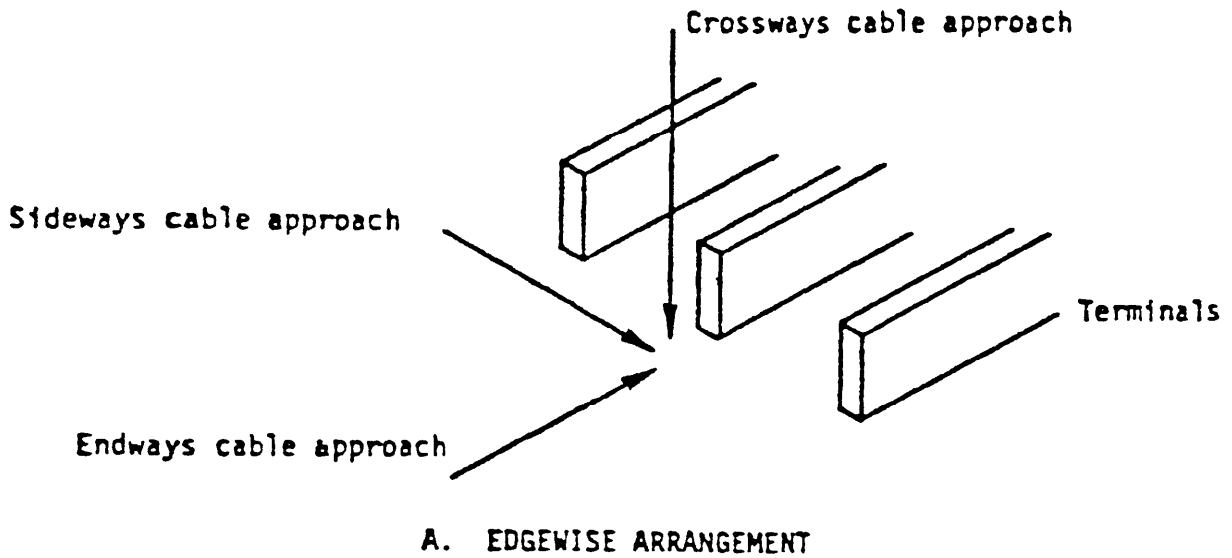 Crossways cable approach
Sideways cable approach
Terminals
Endways cable approach
A. EDGEWISE ARRANGEMENT